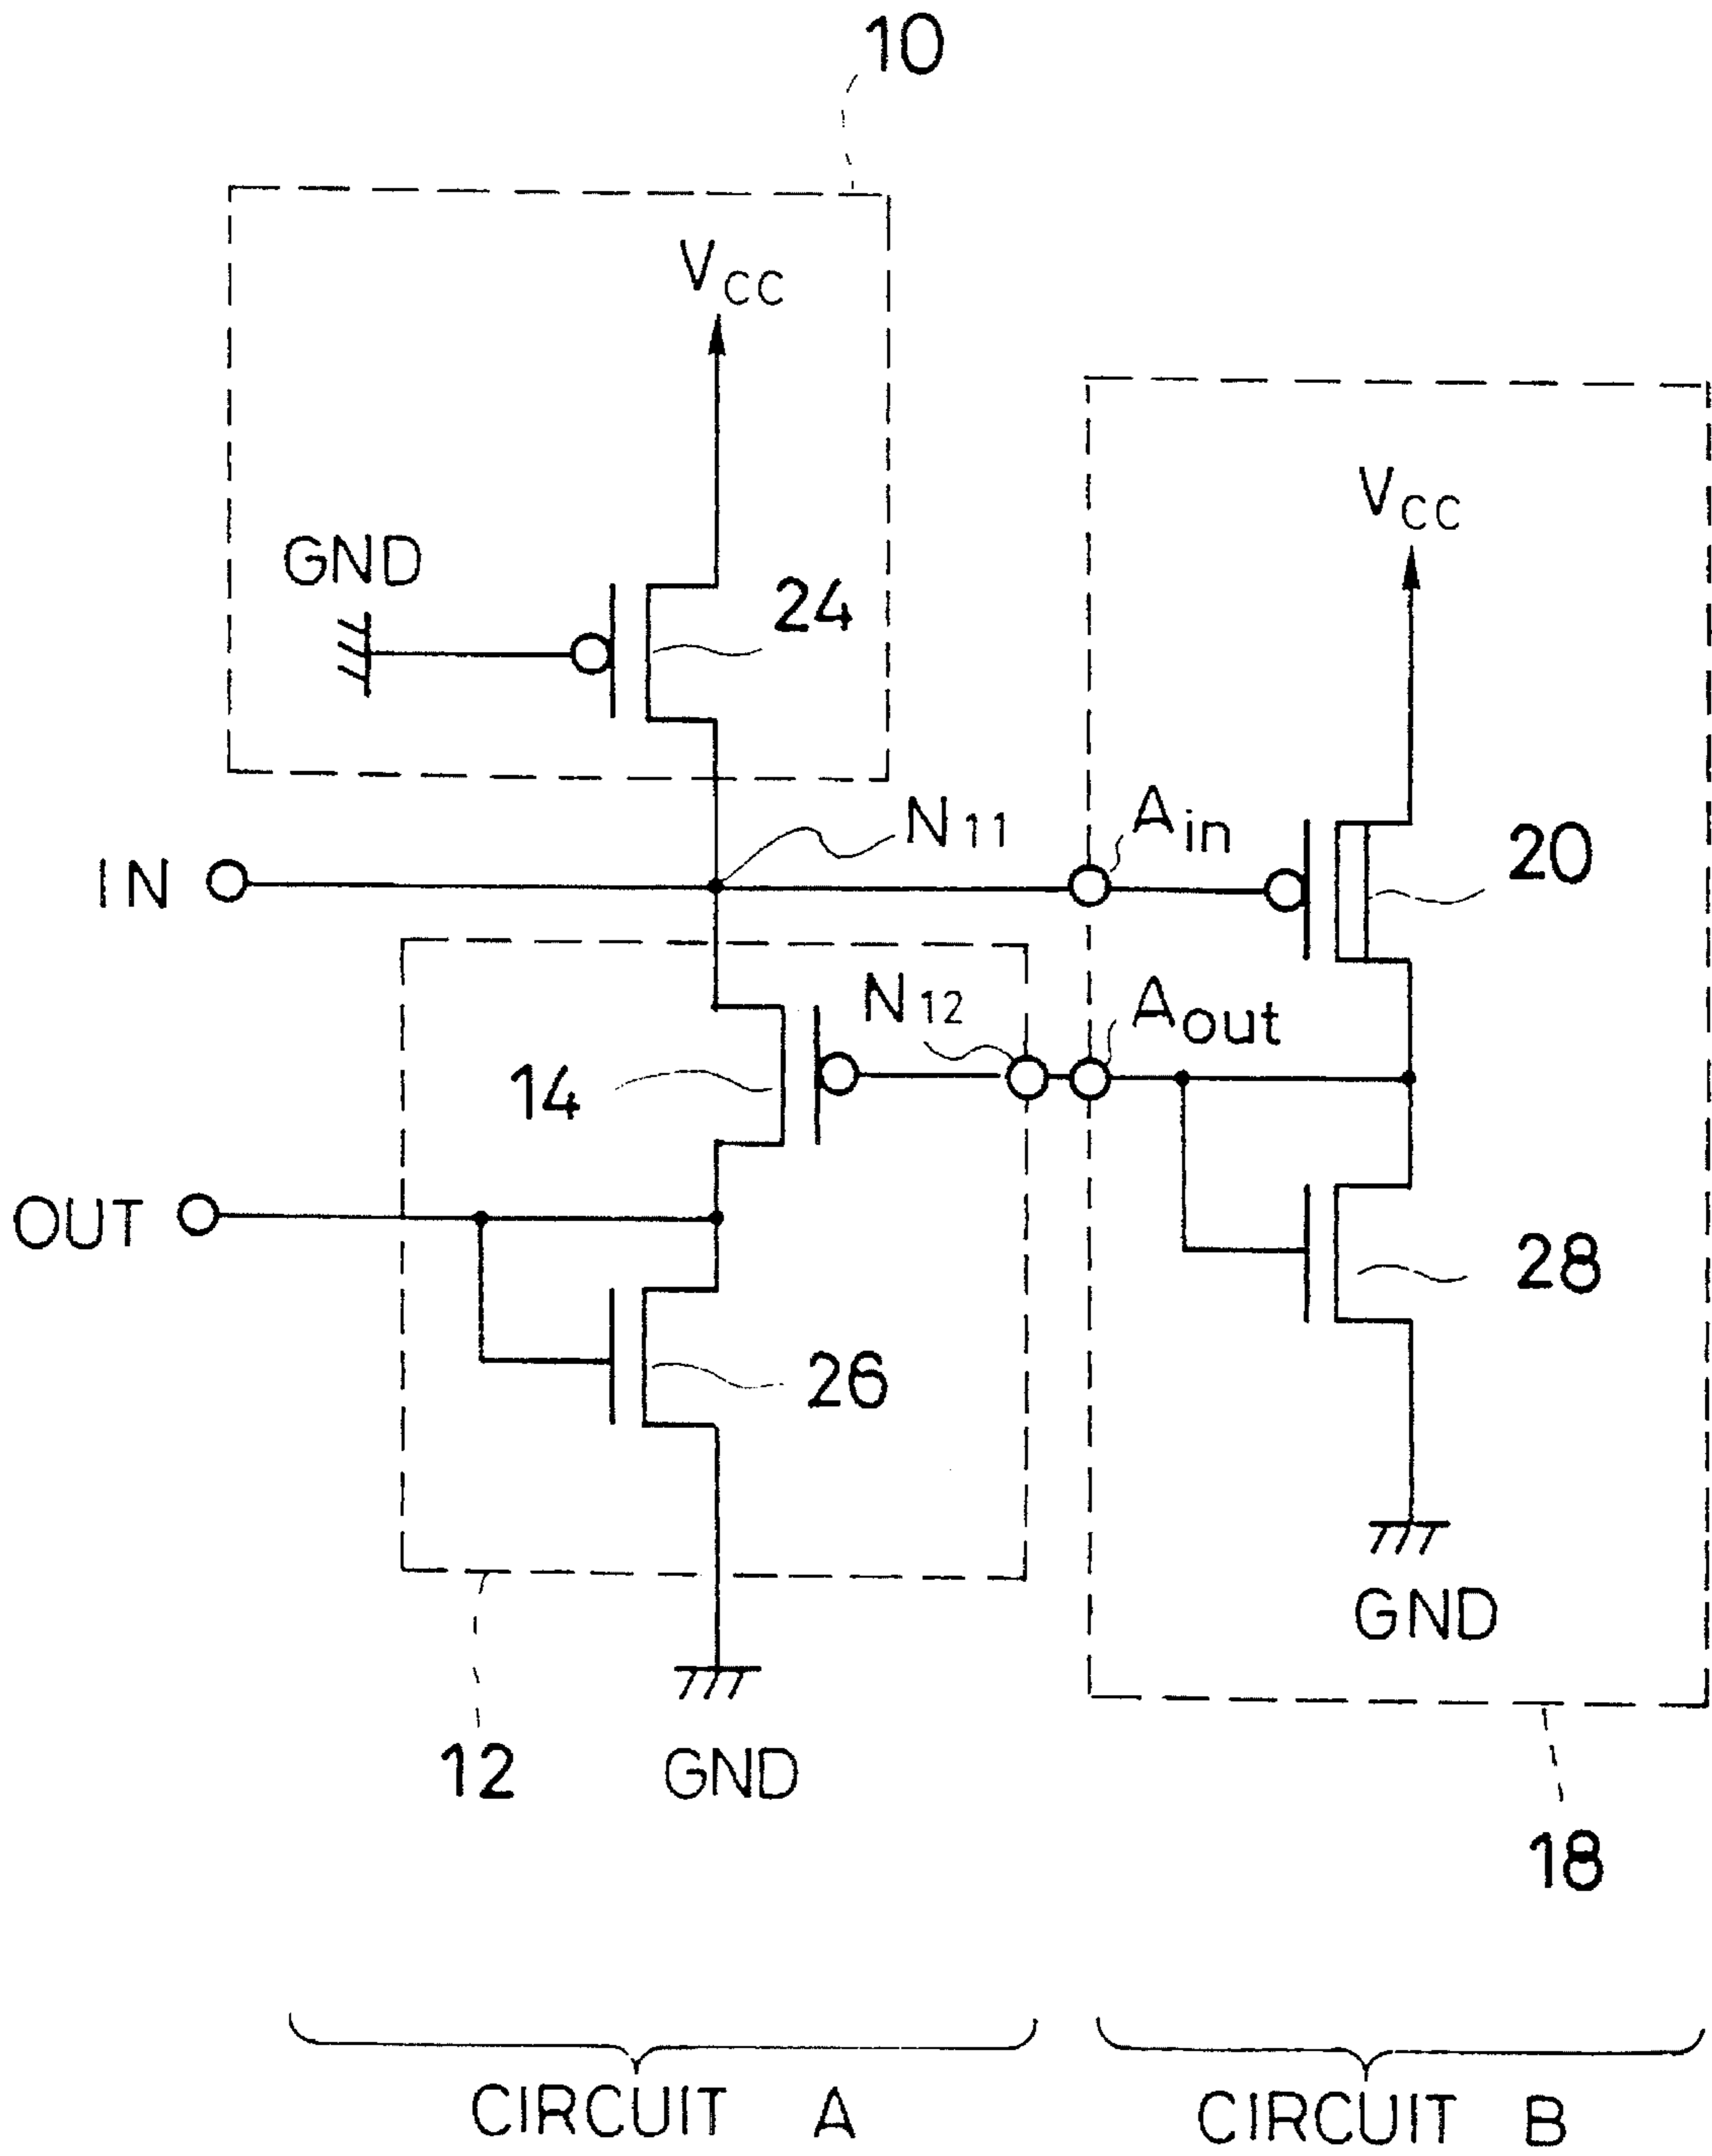 10
VCC
VCC
GND
24
N11
Ain
20
IN
N12
Aout
14
OUT
28
26
GND
12
GND
18
CIRCUIT A
CIRCUIT B